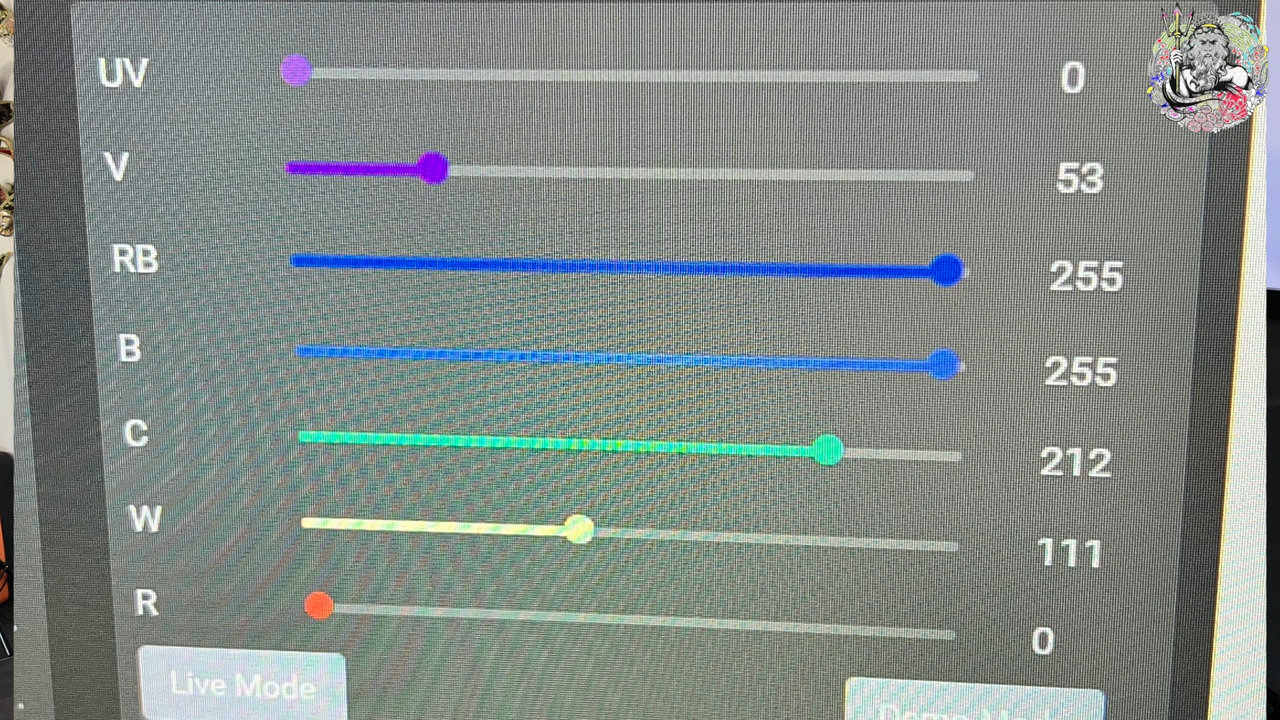 UV 0
V 53
RB 255
B 255
C 212
W 111
R 0
Live Mode